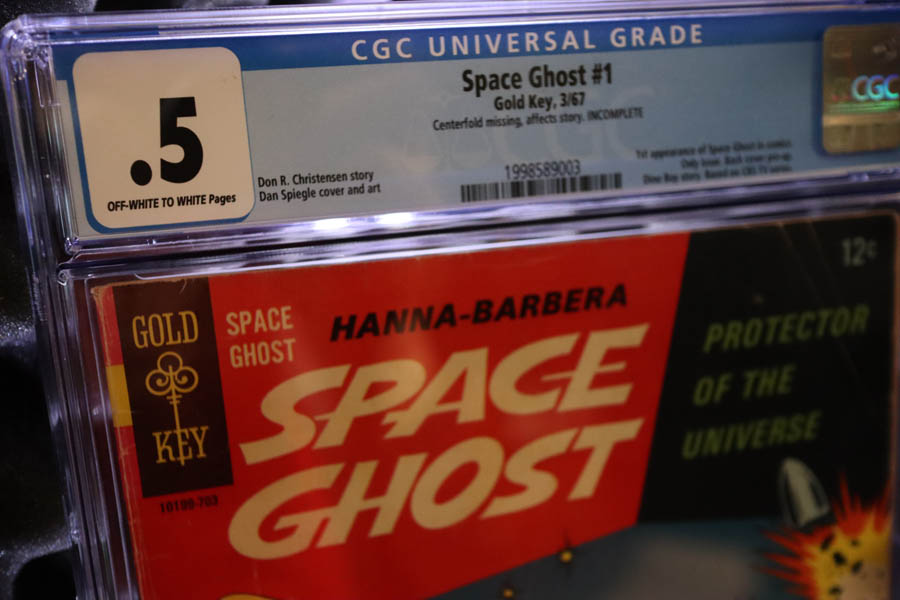 CGC UNIVERSAL GRADE
.5
OFF-WHITE TO WHITE Pages
Space Ghost #1
Gold Key, 3/67
Centerfold missing, affects story. INCOMPLETE
Don R. Christensen story
Dan Spiegle cover and art
1998589003
1st appearance of Space Ghost in comics.
Only issue. Back cover pin-up.
Dino Boy story. Based on CBS TV series.
CGC
GOLD
KEY
SPACE
GHOST
10199-703
HANNA-BARBERA
SPACE
GHOST
12¢
PROTECTOR
OF THE
UNIVERSE